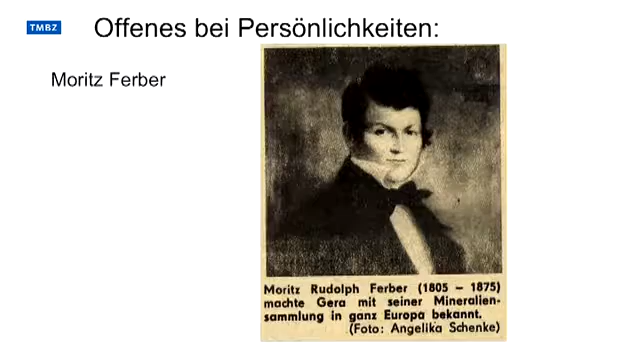 TMBZ
Offenes bei Persönlichkeiten:
Moritz Ferber
Moritz Rudolph Ferber (1805 – 1875)
machte Gera mit seiner Mineralien-
sammlung in ganz Europa bekannt.
(Foto: Angelika Schenke)